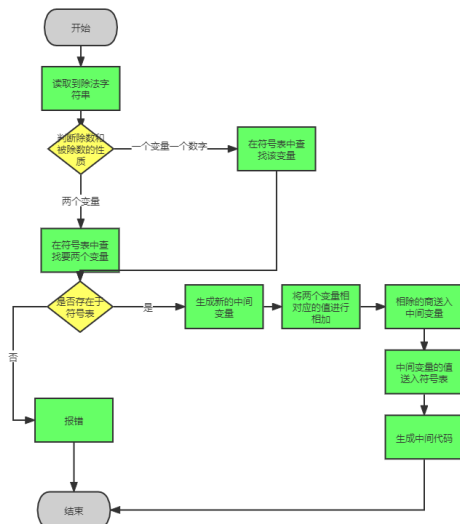 开始
读取到除法字
符串
判断除数和
被除数的性
质
一个变量一个数字
在符号表中查
找该变量
两个变量
在符号表中查
找要两个变量
是否存在于
符号表
是
生成新的中间
变量
将两个变量相
对应的值进行
相加
相除的商送入
中间变量
中间变量的值
送入符号表
否
报错
生成中间代码
结束